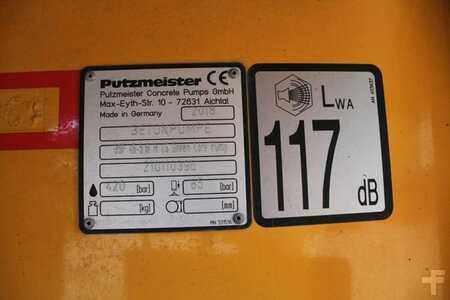 Putzmeister CE
Putzmeister Concrete Pumps GmbH
Max-Eyth-Str. 10 - 72631 Aichtal
Made in Germany 2018
BETONPUMPE
420 [bar] 85 [bar]
[kg] [mm]
LWA
117
dB